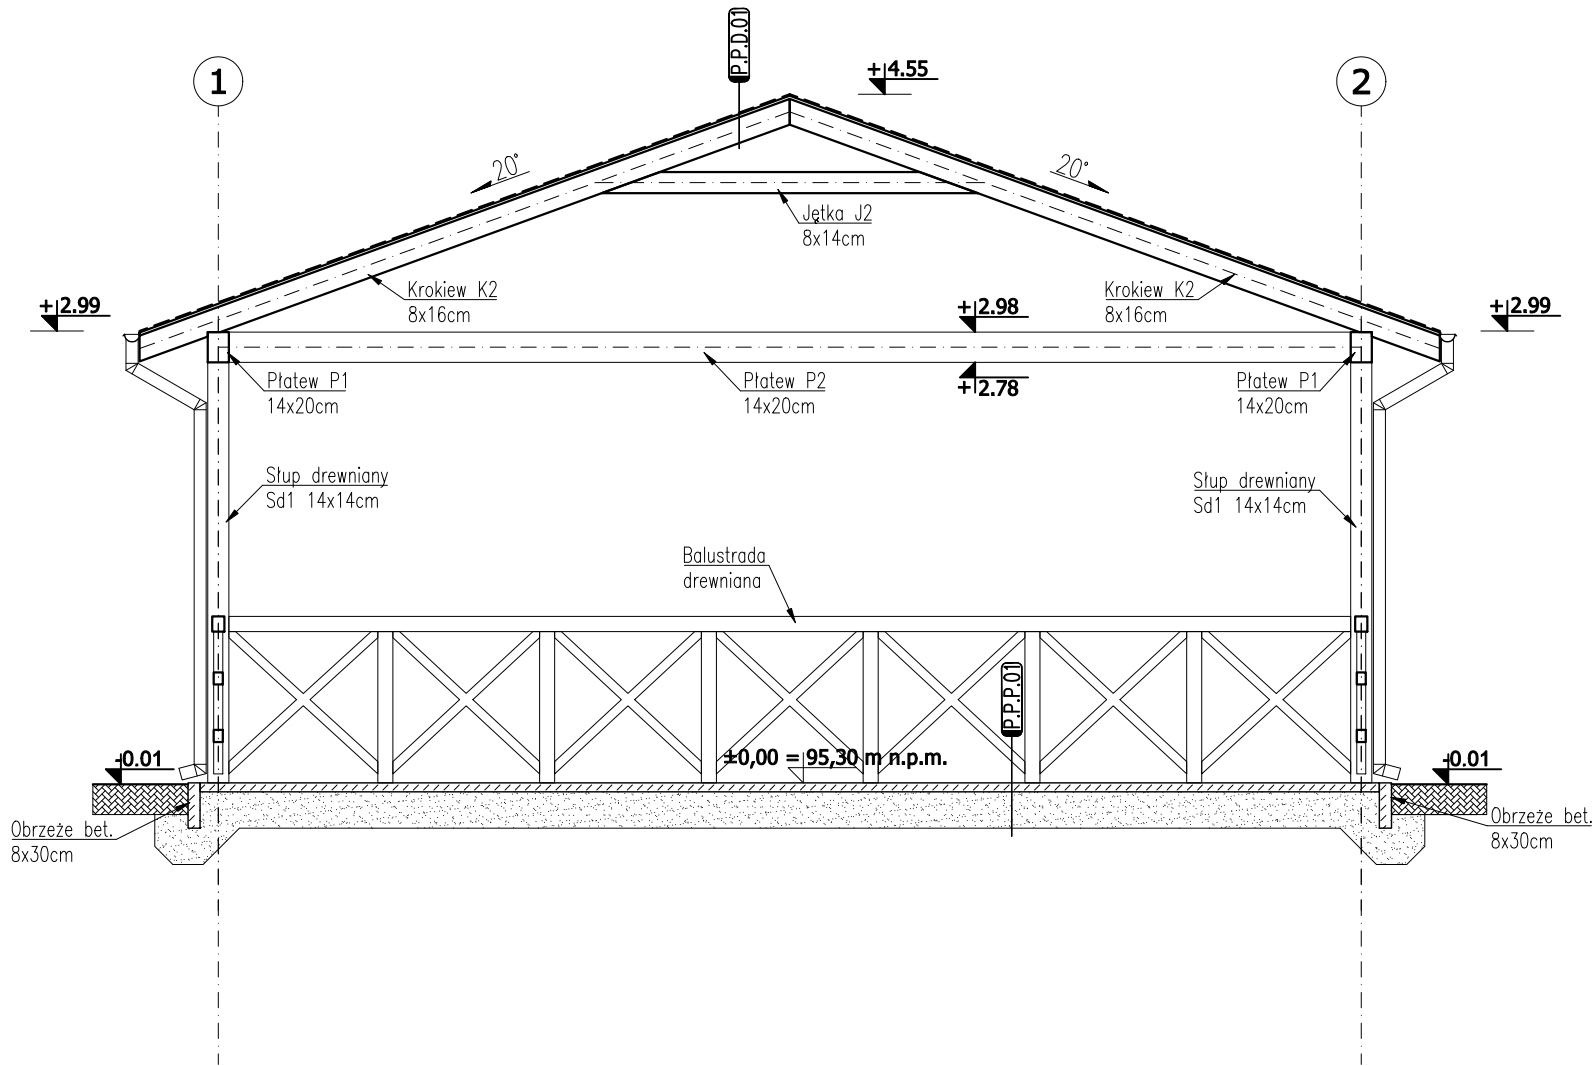 P.P.D.01
1
+4.55
2
20°
20°
Jętka J2
8x14cm
Krokiew K2
8x16cm
Krokiew K2
8x16cm
+2.99
+2.98
+2.99
Płatew P1
14x20cm
Płatew P2
14x20cm
+2.78
Płatew P1
14x20cm
Słup drewniany
Sd1 14x14cm
Słup drewniany
Sd1 14x14cm
Balustrada
drewniana
P.P.P.01
-0.01
±0,00 = 95,30 m n.p.m.
-0.01
Obrzeże bet.
8x30cm
Obrzeże bet.
8x30cm